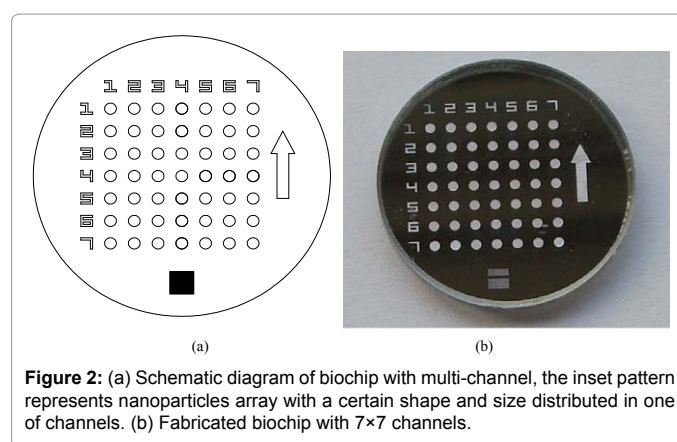 1 2 3 4 5 6 7
1
2
3
4
5
6
7
1 2 3 4 5 6 7
1
2
3
4
5
6
7
(a)
(b)
Figure 2: (a) Schematic diagram of biochip with multi-channel, the inset pattern
represents nanoparticles array with a certain shape and size distributed in one
of channels. (b) Fabricated biochip with 7×7 channels.